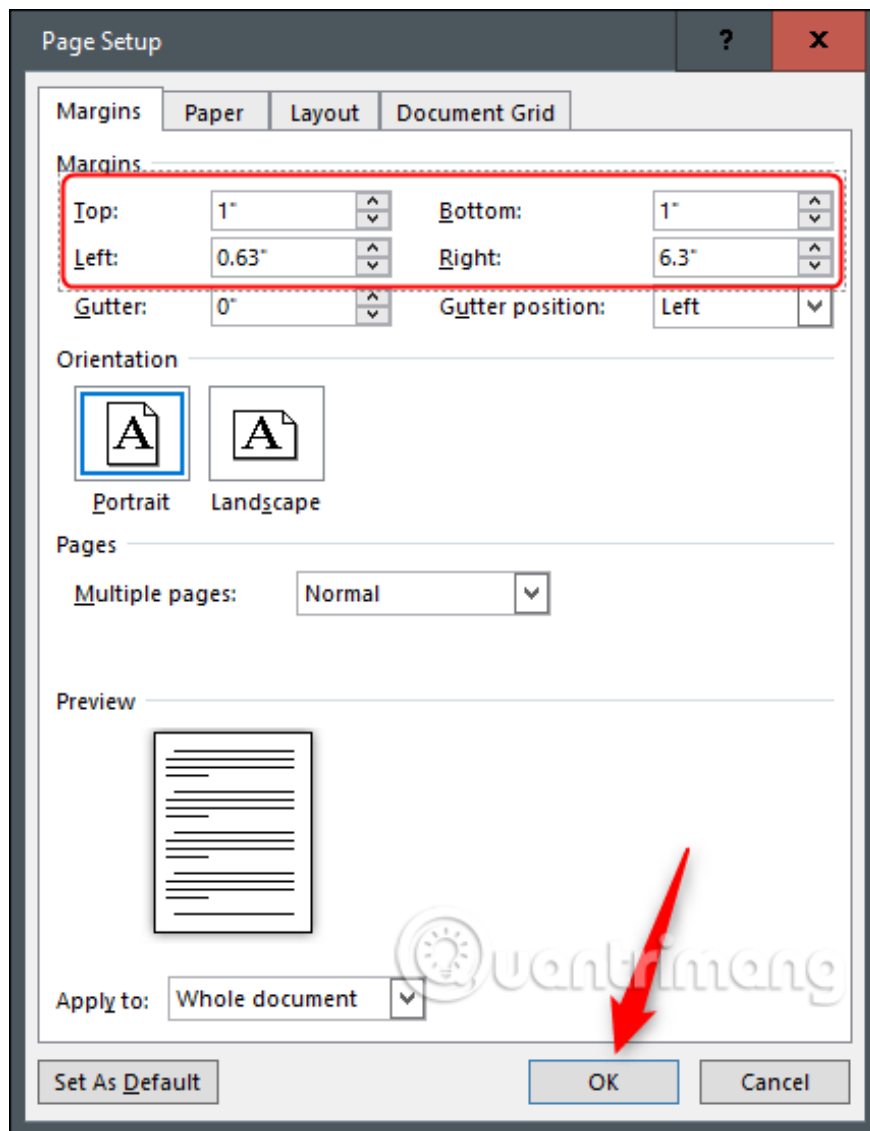 Page Setup ? x
Margins Paper Layout Document Grid
Margins
Top: 1" Bottom: 1"
Left: 0.63" Right: 6.3"
Gutter: 0" Gutter position: Left
Orientation
A A
Portrait Landscape
Pages
Multiple pages: Normal
Preview
Quantrimang
Apply to: Whole document
Set As Default OK Cancel